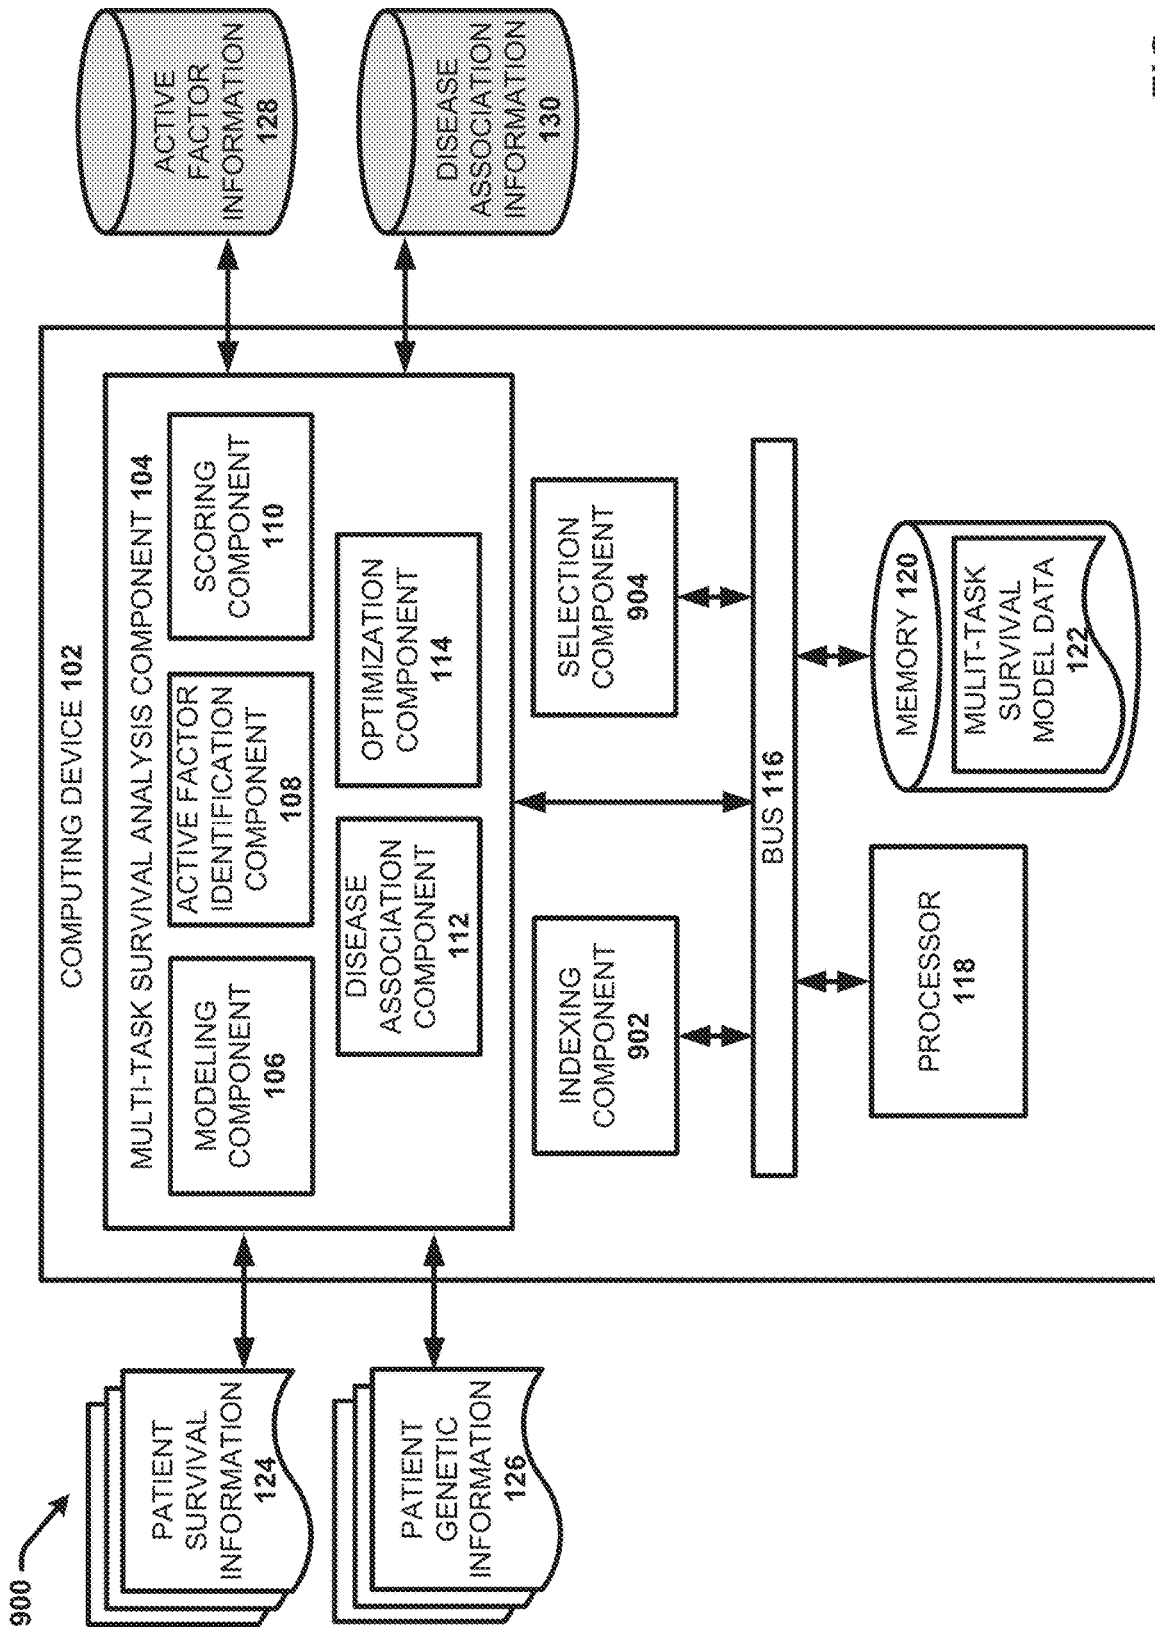 900
COMPUTING DEVICE 102
MULTI-TASK SURVIVAL ANALYSIS COMPONENT 104
PATIENT
SURVIVAL
INFORMATION
124
PATIENT
GENETIC
INFORMATION
126
MODELING
COMPONENT
106
ACTIVE FACTOR
IDENTIFICATION
COMPONENT
108
SCORING
COMPONENT
110
DISEASE
ASSOCIATION
COMPONENT
112
OPTIMIZATION
COMPONENT
114
ACTIVE
FACTOR
INFORMATION
128
DISEASE
ASSOCIATION
INFORMATION
130
INDEXING
COMPONENT
902
SELECTION
COMPONENT
904
BUS 116
PROCESSOR
118
MEMORY 120
MULIT-TASK
SURVIVAL
MODEL DATA
122